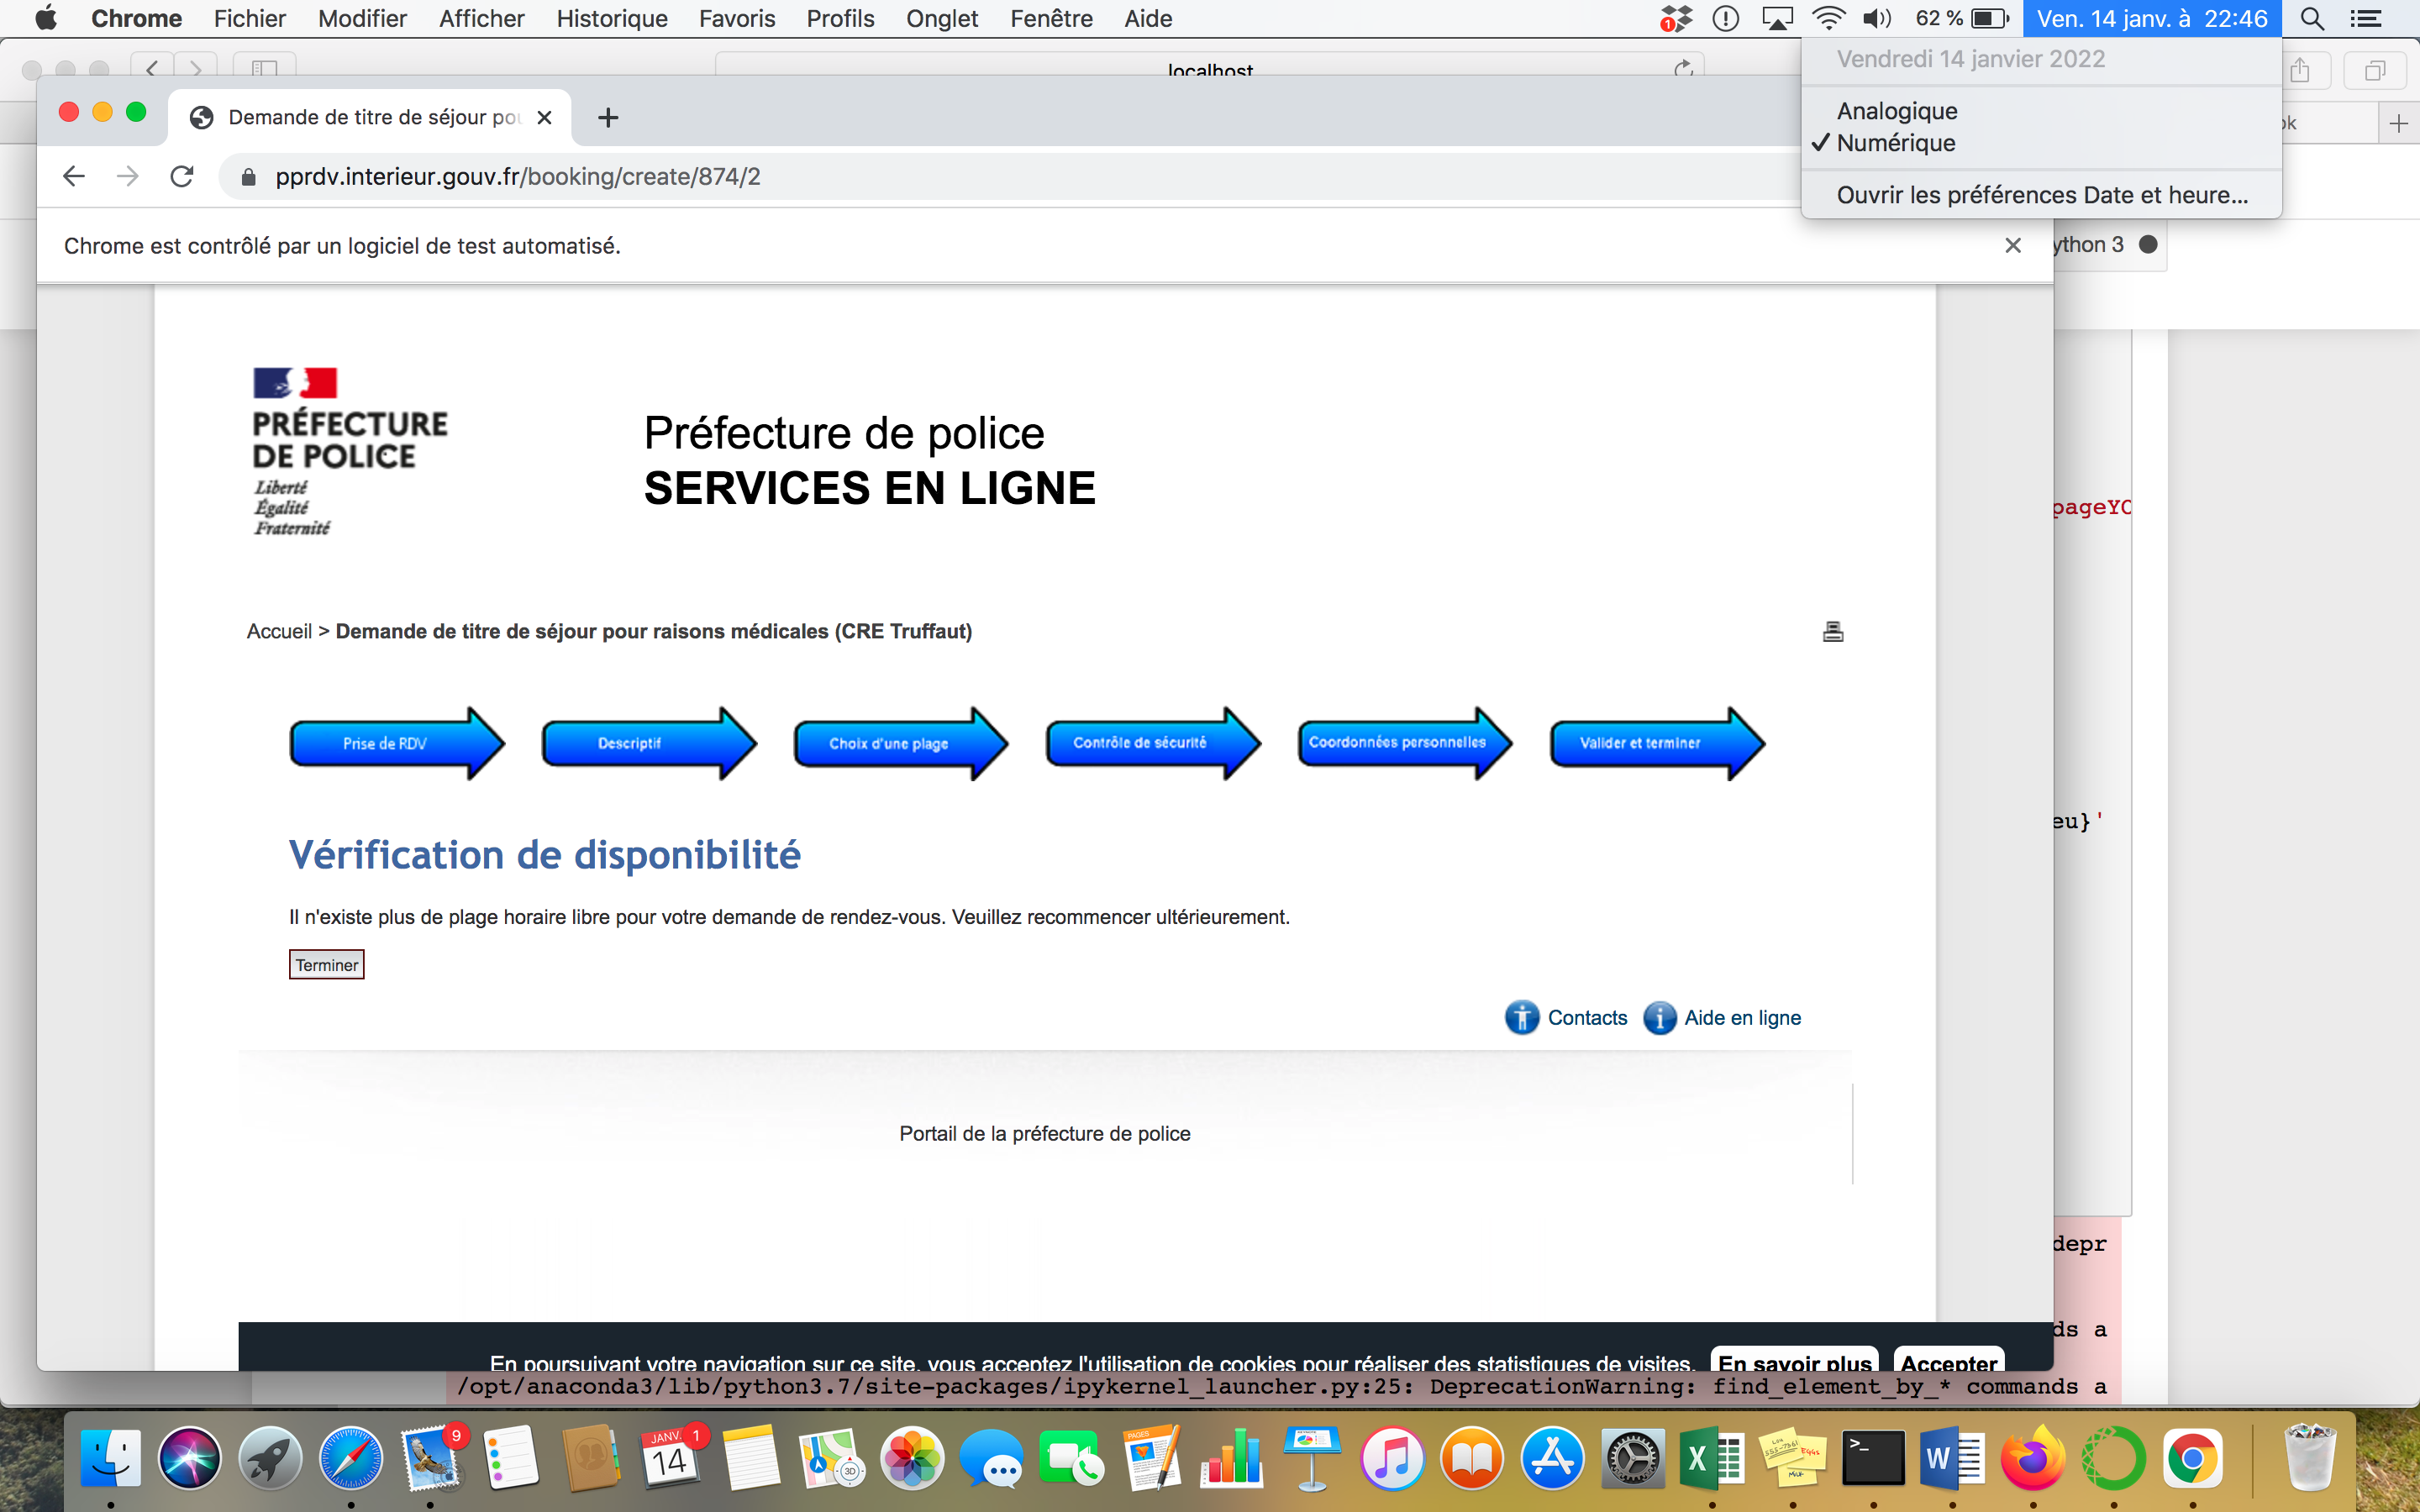 Chrome Fichier Modifier Afficher Historique Favoris Profils Onglet Fenêtre Aide 1 62 % Ven. 14 janv. à 22:46
Vendredi 14 janvier 2022
Analogique
✓ Numérique
Ouvrir les préférences Date et heure...
localhost
Demande de titre de séjour pou
pprdv.interieur.gouv.fr/booking/create/874/2
Chrome est contrôlé par un logiciel de test automatisé.
ython 3
PRÉFECTURE
DE POLICE
Liberté
Égalité
Fraternité
Préfecture de police
SERVICES EN LIGNE
pageYO
Accueil > Demande de titre de séjour pour raisons médicales (CRE Truffaut)
Prise de RDV
Descriptif
Choix d'une plage
Contrôle de sécurité
Coordonnées personnelles
Valider et terminer
eu}'
Vérification de disponibilité
Il n'existe plus de plage horaire libre pour votre demande de rendez-vous. Veuillez recommencer ultérieurement.
Terminer
Contacts Aide en ligne
Portail de la préfecture de police
depr
ds a
En poursuivant votre navigation sur ce site, vous acceptez l'utilisation de cookies pour réaliser des statistiques de visites. En savoir plus Accepter
/opt/anaconda3/lib/python3.7/site-packages/ipykernel_launcher.py:25: DeprecationWarning: find_element_by_* commands a
9
JANV. 1
14
3D
PAGES
X
EGGS
MILK
>_
W